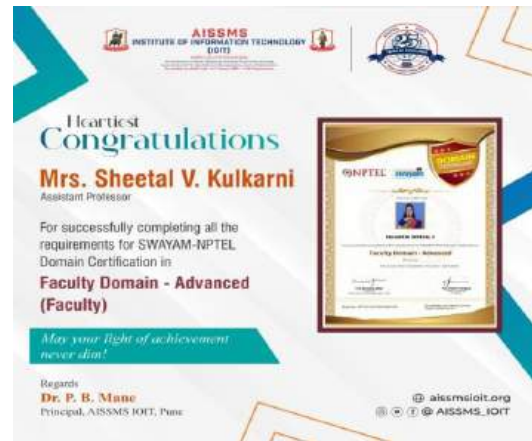 AISSMS
INSTITUTE OF INFORMATION TECHNOLOGY
(IOIT)
Heartiest
Congratulations
Mrs. Sheetal V. Kulkarni
Assistant Professor
For successfully completing all the
requirements for SWAYAM-NPTEL
Domain Certification in
Faculty Domain - Advanced
(Faculty)
May your light of achievement
never dim!
Regards
Dr. P. B. Mane
Principal, AISSMS IOIT, Pune
NPTEL
swayam
DOMAIN
Faculty Domain - Advanced
aissmsioit.org
@ AISSMS_IOIT